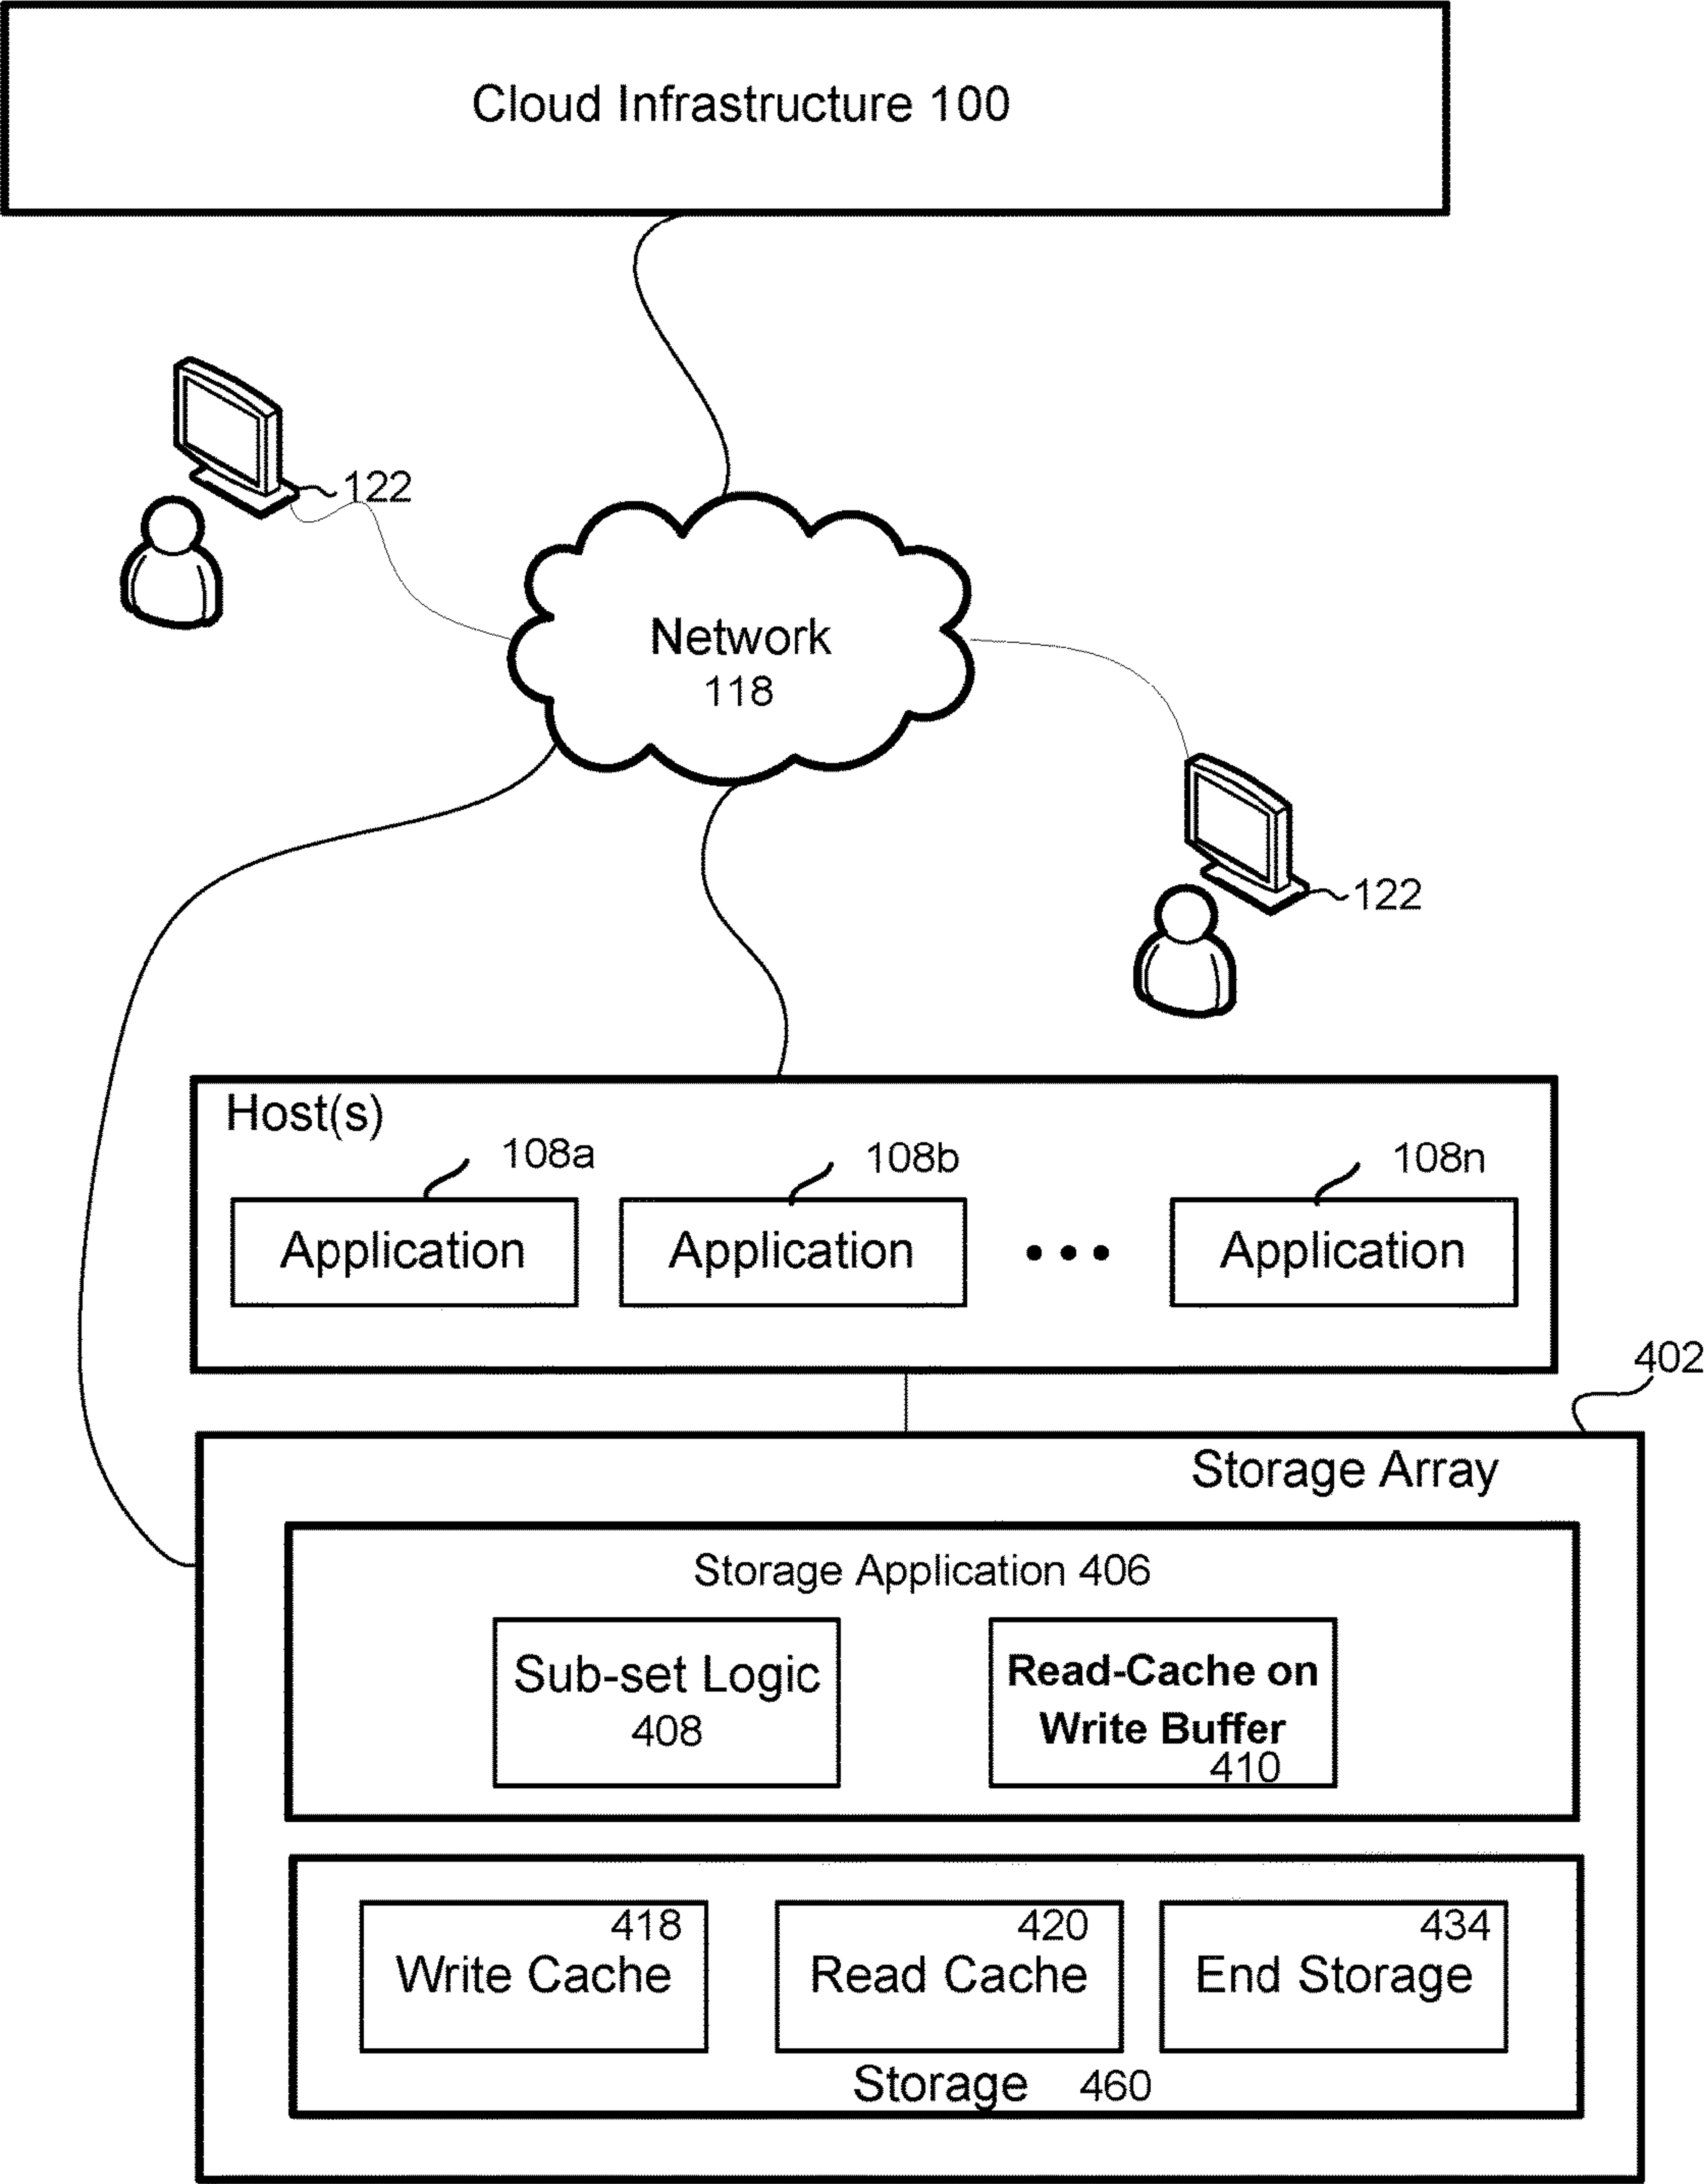 Cloud Infrastructure 100
122
Network
118
122
Host(s)
108a
108b
108n
Application
Application
Application
402
Storage Array
Storage Application 406
Sub-set Logic
408
Read-Cache on
Write Buffer
410
418
Write Cache
420
Read Cache
434
End Storage
Storage 460